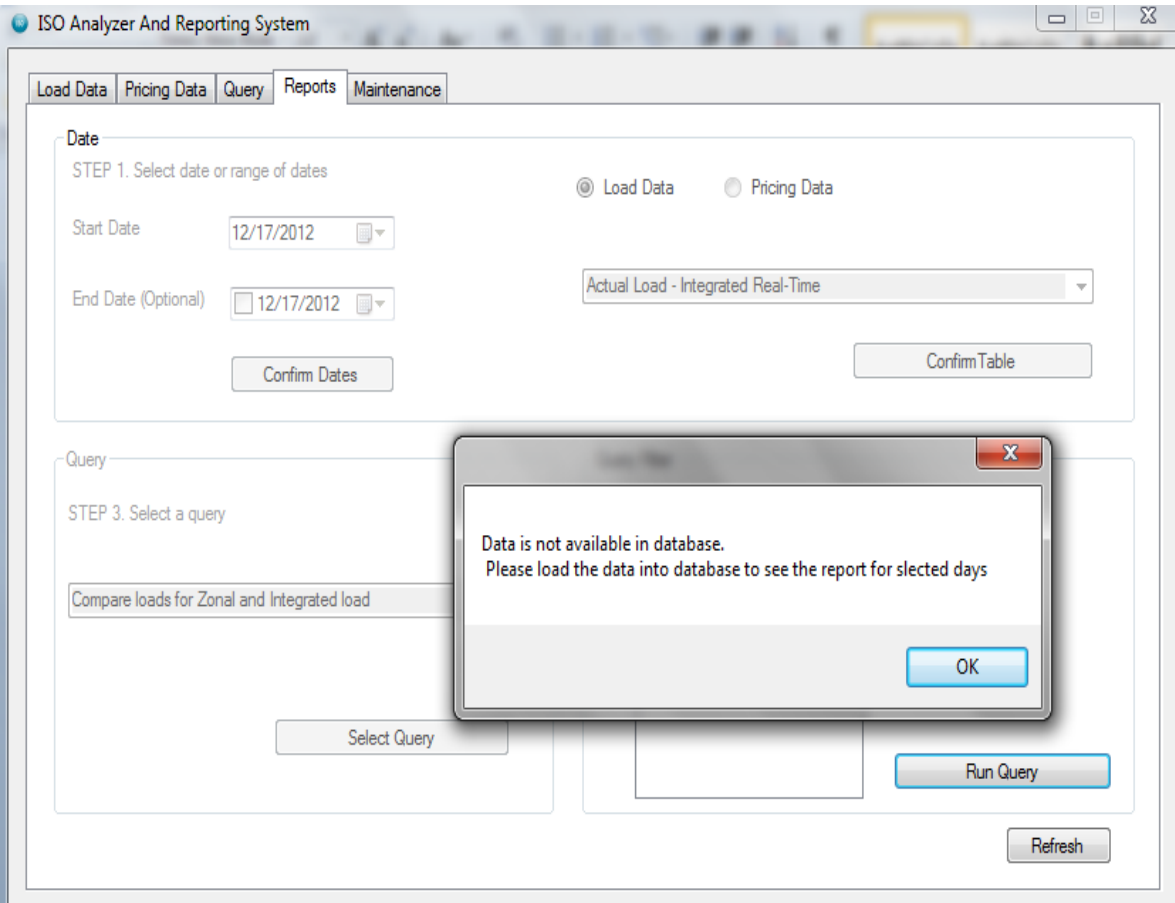 ISO Analyzer And Reporting System
Load Data Pricing Data Query Reports Maintenance
Date
STEP 1. Select date or range of dates
Load Data Pricing Data
Start Date 12/17/2012
Actual Load - Integrated Real-Time
End Date (Optional) 12/17/2012
Confirm Dates
ConfirmTable
Query
Query Filter
STEP 3. Select a query
Compare loads for Zonal and Integrated load
Select Query
X
Data is not available in database.
Please load the data into database to see the report for slected days
OK
Run Query
Refresh